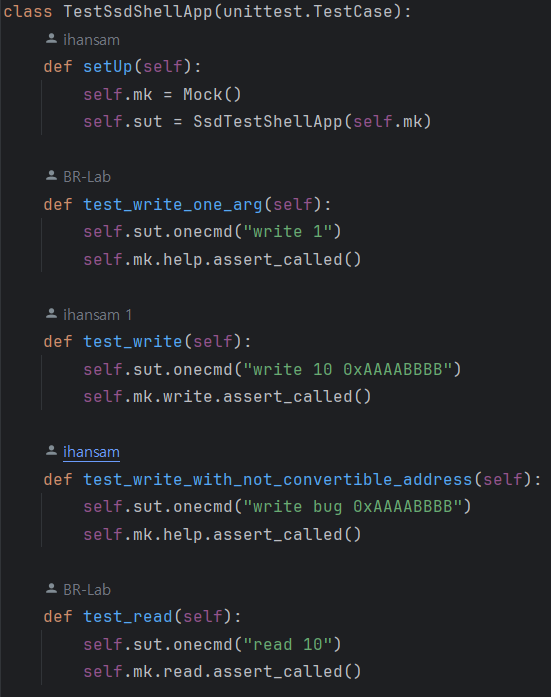 class TestSsdShellApp(unittest.TestCase):
ihansam
def setUp(self):
self.mk = Mock()
self.sut = SsdTestShellApp(self.mk)
BR-Lab
def test_write_one_arg(self):
self.sut.onecmd("write 1")
self.mk.help.assert_called()
ihansam 1
def test_write(self):
self.sut.onecmd("write 10 0xAAAABBBB")
self.mk.write.assert_called()
ihansam
def test_write_with_not_convertible_address(self):
self.sut.onecmd("write bug 0xAAAABBBB")
self.mk.help.assert_called()
BR-Lab
def test_read(self):
self.sut.onecmd("read 10")
self.mk.read.assert_called()